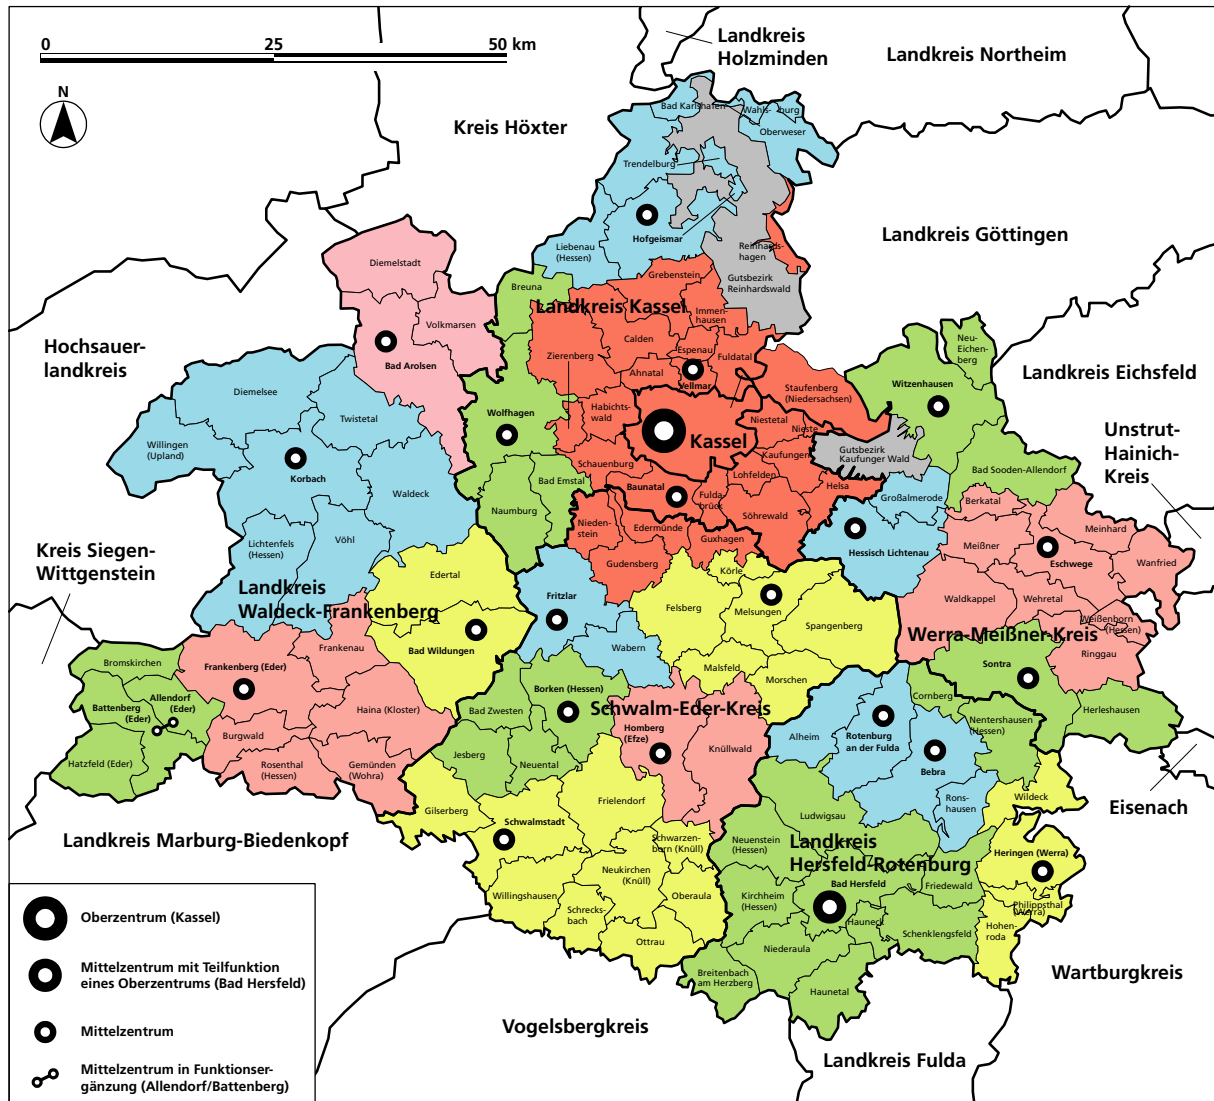 0
25
50 km
N
Landkreis
Holzminden
Landkreis Northeim
Kreis Höxter
Landkreis Göttingen
Hochsauer-
landkreis
Landkreis Eichsfeld
Unstrut-
Hainich-
Kreis
Kreis Siegen-
Wittgenstein
Eisenach
Wartburgkreis
Landkreis Fulda
Vogelsbergkreis
Landkreis Marburg-Biedenkopf
Landkreis Kassel
Bad Karlshafen
Wahls-
burg
Oberweser
Trendelburg
Hofgeismar
Liebenau
(Hessen)
Reinhards-
hagen
Gutsbezirk
Reinhardswald
Grebenstein
Immen-
hausen
Breuna
Calden
Espenau
Fuldatal
Zierenberg
Ahnatal
Vellmar
Staufenberg
(Niedersachsen)
Wolfhagen
Habichts-
wald
Kassel
Niestetal
Nieste
Kaufungen
Gutsbezirk
Kaufunger Wald
Schauenburg
Lohfelden
Bad Emstal
Baunatal
Fulda-
brück
Helsa
Naumburg
Söhrewald
Landkreis
Waldeck-Frankenberg
Diemelstadt
Volkmarsen
Bad Arolsen
Diemelsee
Twistetal
Willingen
(Upland)
Korbach
Waldeck
Lichtenfels
(Hessen)
Vöhl
Edertal
Bad Wildungen
Frankenau
Frankenberg (Eder)
Bromskirchen
Allendorf
(Eder)
Battenberg
(Eder)
Hatzfeld (Eder)
Burgwald
Haina (Kloster)
Rosenthal
(Hessen)
Gemünden
(Wohra)
Werra-Meißner-Kreis
Neu-
Eichen-
berg
Witzenhausen
Bad Sooden-Allendorf
Großalmerode
Hessisch Lichtenau
Berkatal
Meinhard
Meißner
Eschwege
Wanfried
Waldkappel
Wehretal
Weißenborn
(Hessen)
Ringgau
Sontra
Herleshausen
Schwalm-Eder-Kreis
Nieden-
stein
Edermünde
Guxhagen
Gudensberg
Körle
Fritzlar
Felsberg
Melsungen
Spangenberg
Wabern
Malsfeld
Morschen
Borken (Hessen)
Bad Zwesten
Homberg
(Efze)
Knüllwald
Jesberg
Neuental
Gilserberg
Frielendorf
Schwalmstadt
Schwarzen-
born (Knüll)
Neukirchen
(Knüll)
Willingshausen
Oberaula
Schrecks-
bach
Ottrau
Landkreis
Hersfeld-Rotenburg
Cornberg
Nentershausen
(Hessen)
Alheim
Rotenburg
an der Fulda
Bebra
Rons-
hausen
Wildeck
Ludwigsau
Neuenstein
(Hessen)
Heringen (Werra)
Friedewald
Philippsthal
(Werra)
Kirchheim
(Hessen)
Bad Hersfeld
Hauneck
Hohen-
roda
Schenklengsfeld
Niederaula
Breitenbach
am Herzberg
Haunetal
Oberzentrum (Kassel)
Mittelzentrum mit Teilfunktion
eines Oberzentrums (Bad Hersfeld)
Mittelzentrum
Mittelzentrum in Funktionser-
gänzung (Allendorf/Battenberg)